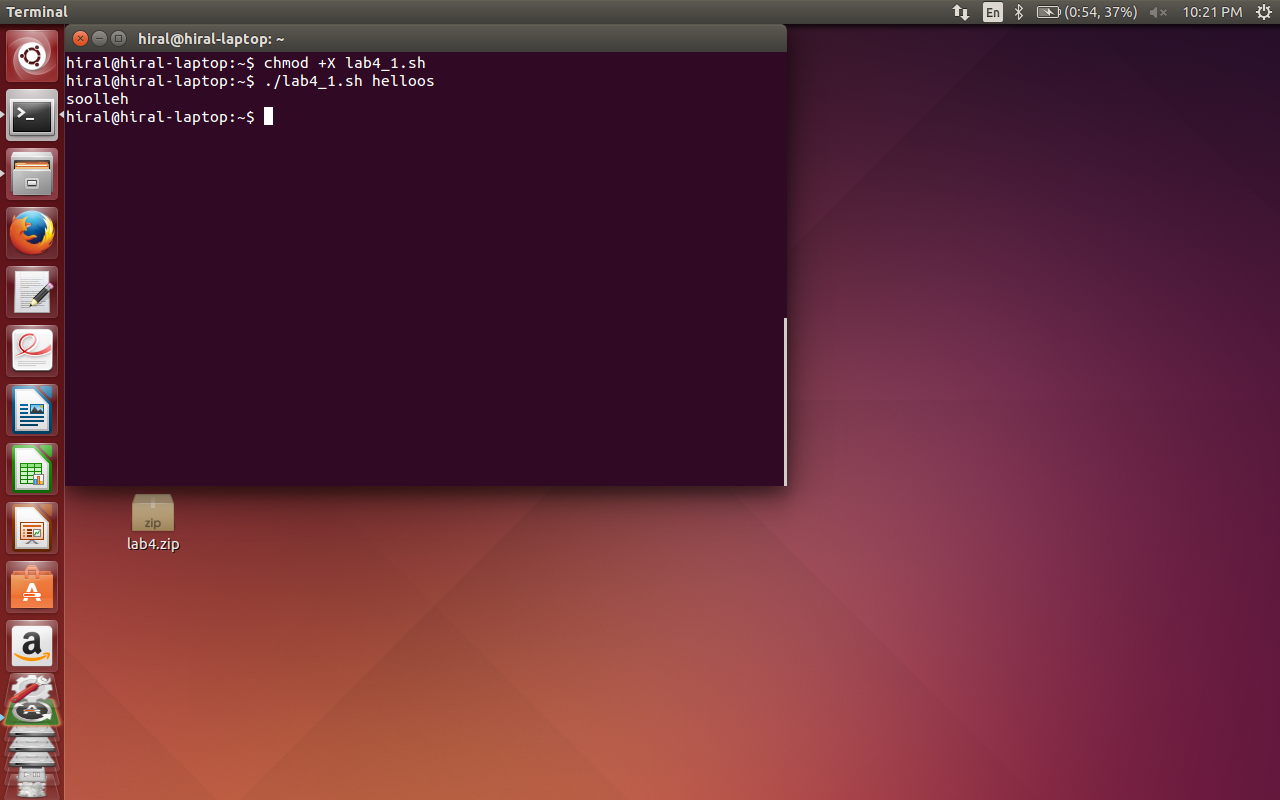 Terminal
En
(0:54, 37%)
10:21 PM
hiral@hiral-laptop: ~
hiral@hiral-laptop:~$ chmod +X lab4_1.sh
hiral@hiral-laptop:~$ ./lab4_1.sh helloos
soolleh
hiral@hiral-laptop:~$
zip
lab4.zip